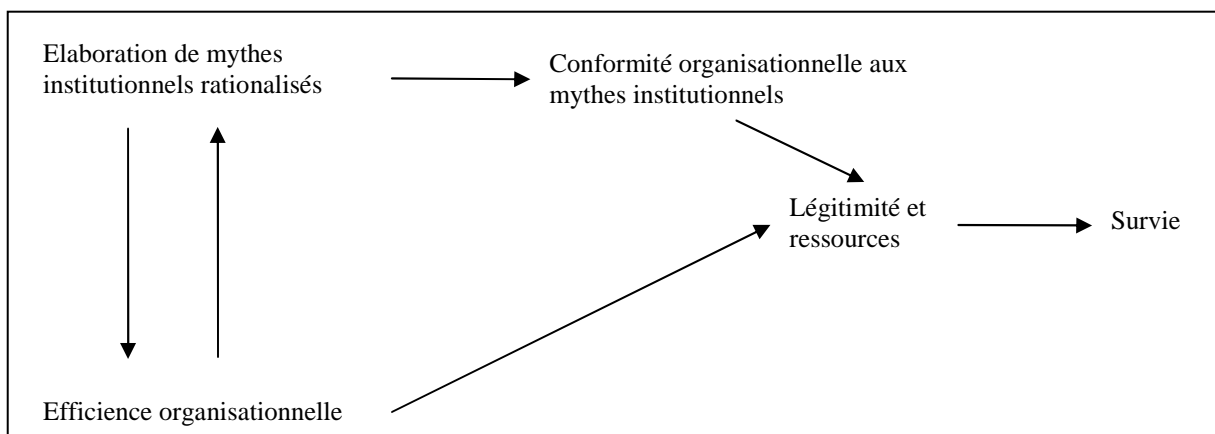 Elaboration de mythes
institutionnels rationalisés
Conformité organisationnelle aux
mythes institutionnels
Légitimité et
ressources
Survie
Efficience organisationnelle